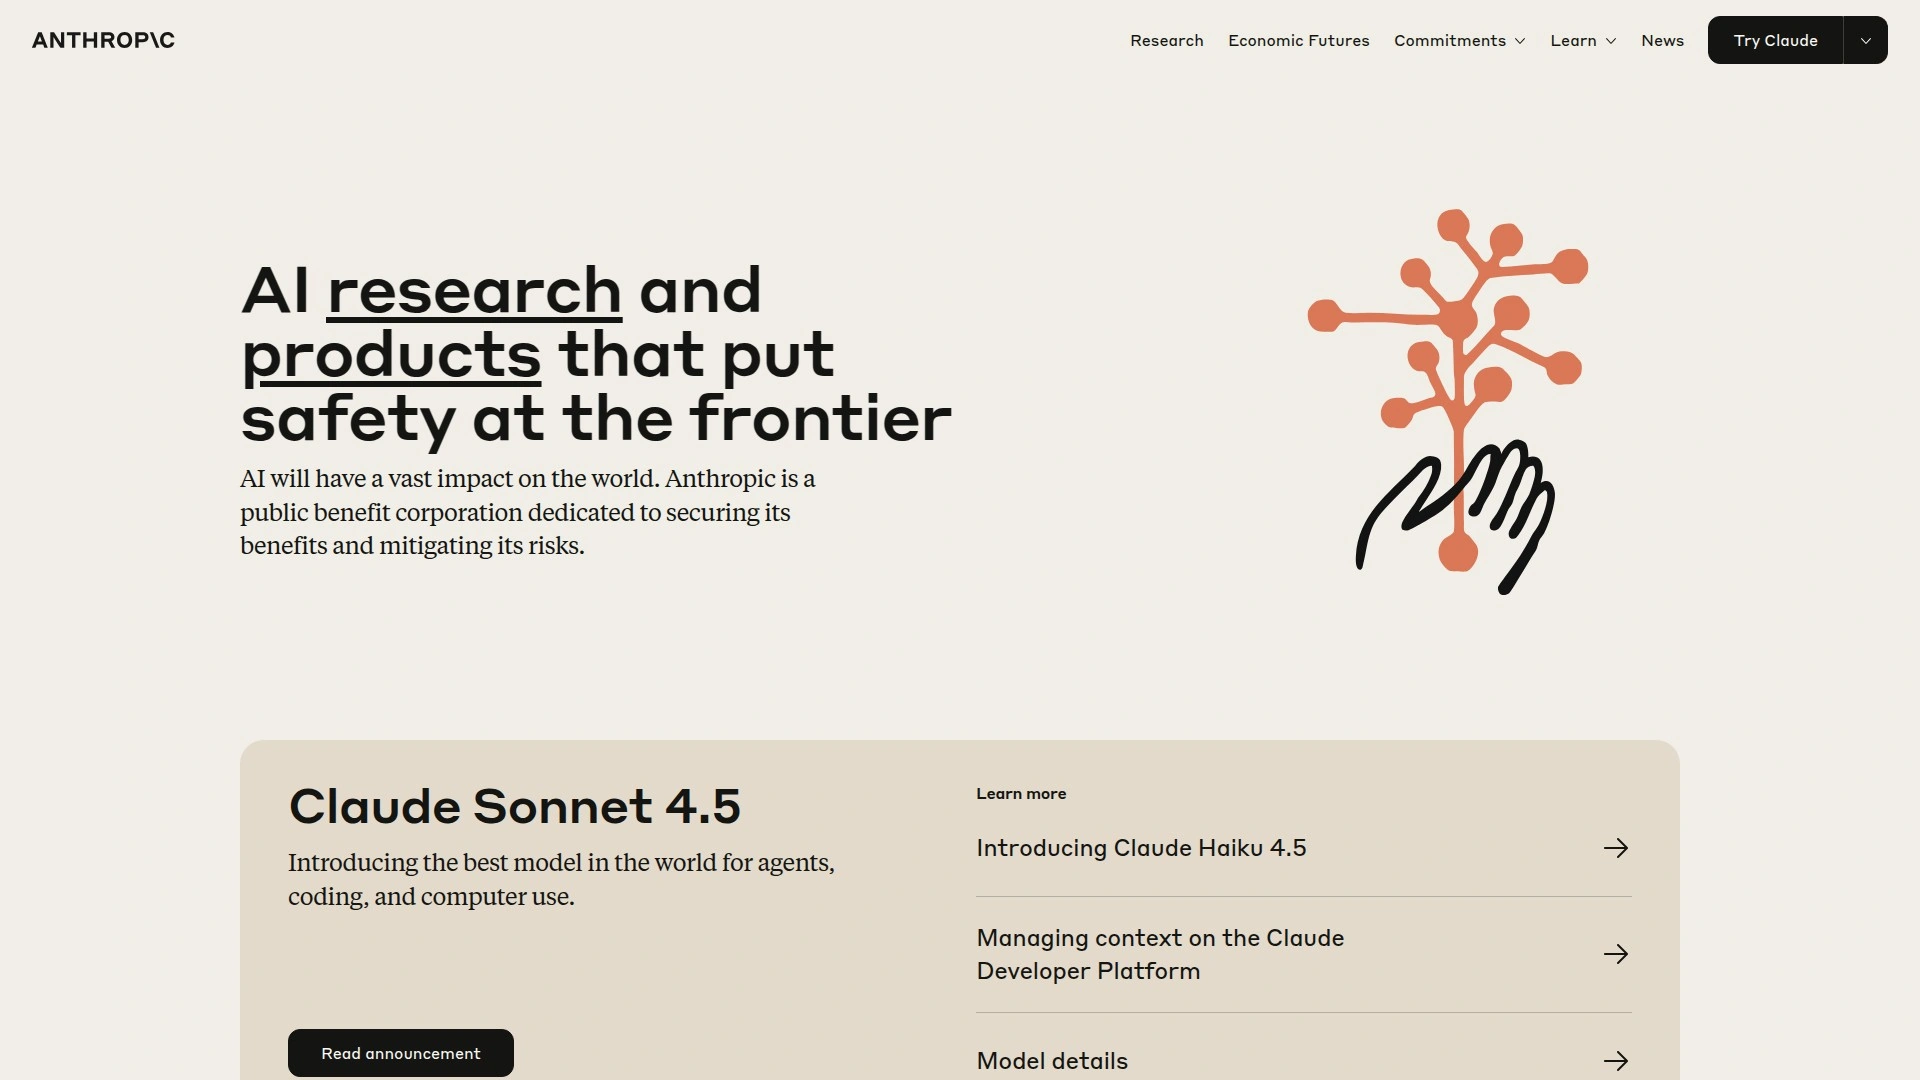 ANTHROP\C
Research
Economic Futures
Commitments
Learn
News
Try Claude
AI research and
products that put
safety at the frontier
AI will have a vast impact on the world. Anthropic is a
public benefit corporation dedicated to securing its
benefits and mitigating its risks.
Claude Sonnet 4.5
Introducing the best model in the world for agents,
coding, and computer use.
Read announcement
Learn more
Introducing Claude Haiku 4.5
Managing context on the Claude
Developer Platform
Model details